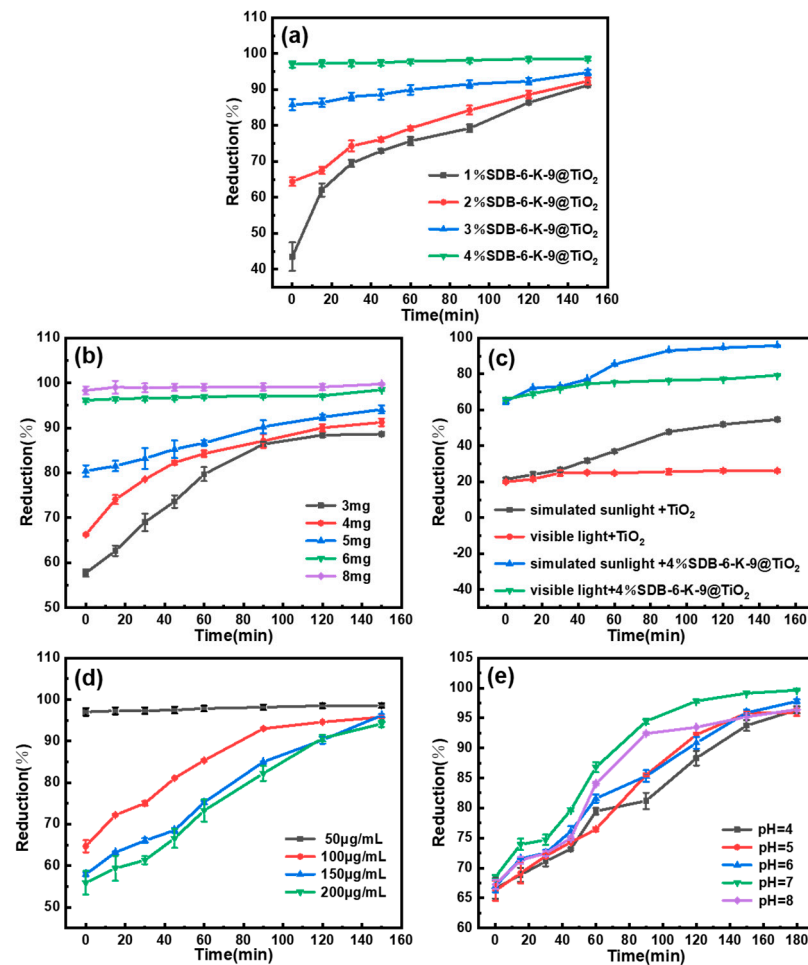 (a)
Reduction(%)
110
100
90
80
70
60
50
40
1%SDB-6-K-9@TiO₂
2%SDB-6-K-9@TiO₂
3%SDB-6-K-9@TiO₂
4%SDB-6-K-9@TiO₂
0 20 40 60 80 100 120 140 160
Time(min)
(b)
Reduction(%)
110
100
90
80
70
60
50
3mg
4mg
5mg
6mg
8mg
0 20 40 60 80 100 120 140 160
Time(min)
(c)
Reduction(%)
100
80
60
40
20
0
-20
-40
simulated sunlight +TiO₂
visible light+TiO₂
simulated sunlight +4%SDB-6-K-9@TiO₂
visible light+4%SDB-6-K-9@TiO₂
0 20 40 60 80 100 120 140 160
Time(min)
(d)
Reduction(%)
110
100
90
80
70
60
50
50μg/mL
100μg/mL
150μg/mL
200μg/mL
0 20 40 60 80 100 120 140 160
Time(min)
(e)
Reduction(%)
105
100
95
90
85
80
75
70
65
60
pH=4
pH=5
pH=6
pH=7
pH=8
0 20 40 60 80 100 120 140 160 180
Time(min)